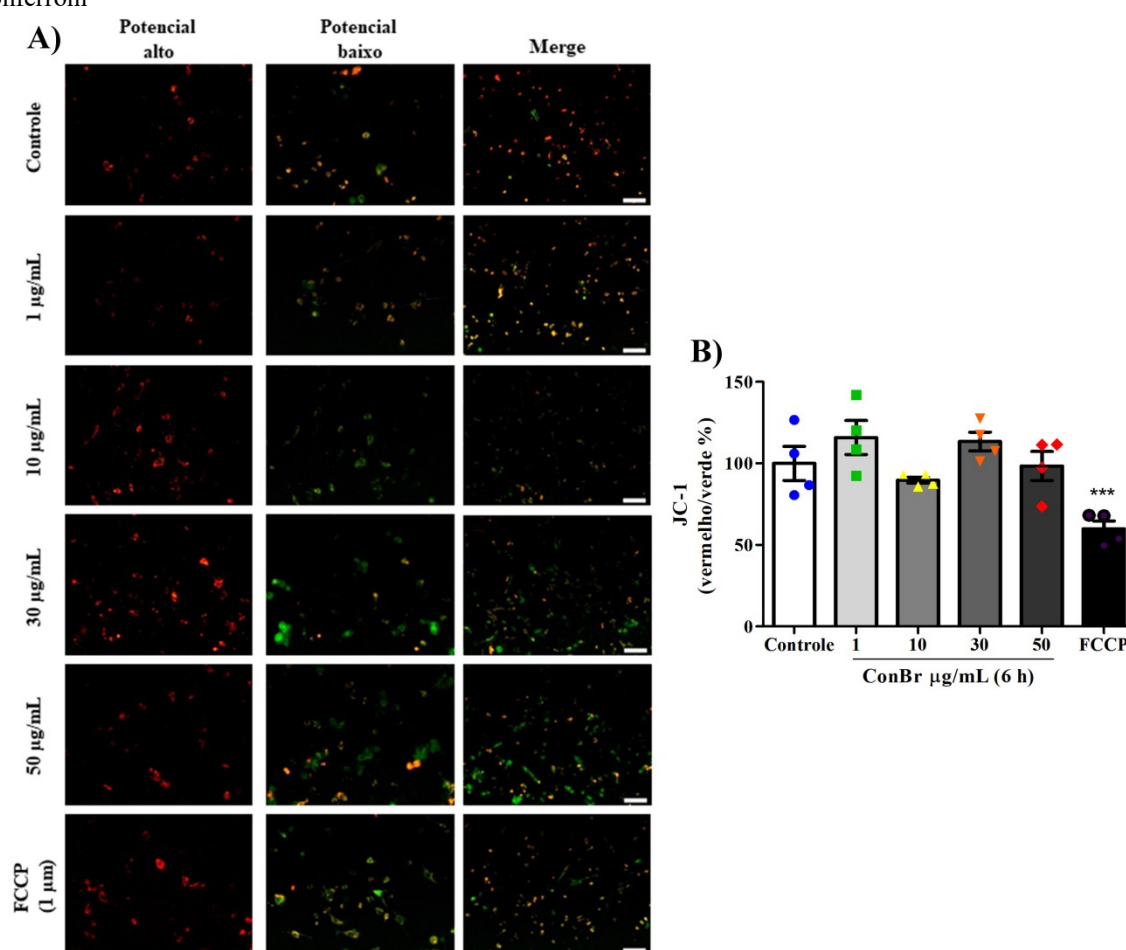 A)
Potencial
alto
Potencial
baixo
Merge
Controle
1 µg/mL
10 µg/mL
30 µg/mL
50 µg/mL
FCCP
(1 µm)
B)
JC-1
(vermelho/verde %)
150
100
50
0
***
Controle 1 10 30 50 FCCP
ConBr µg/mL (6 h)